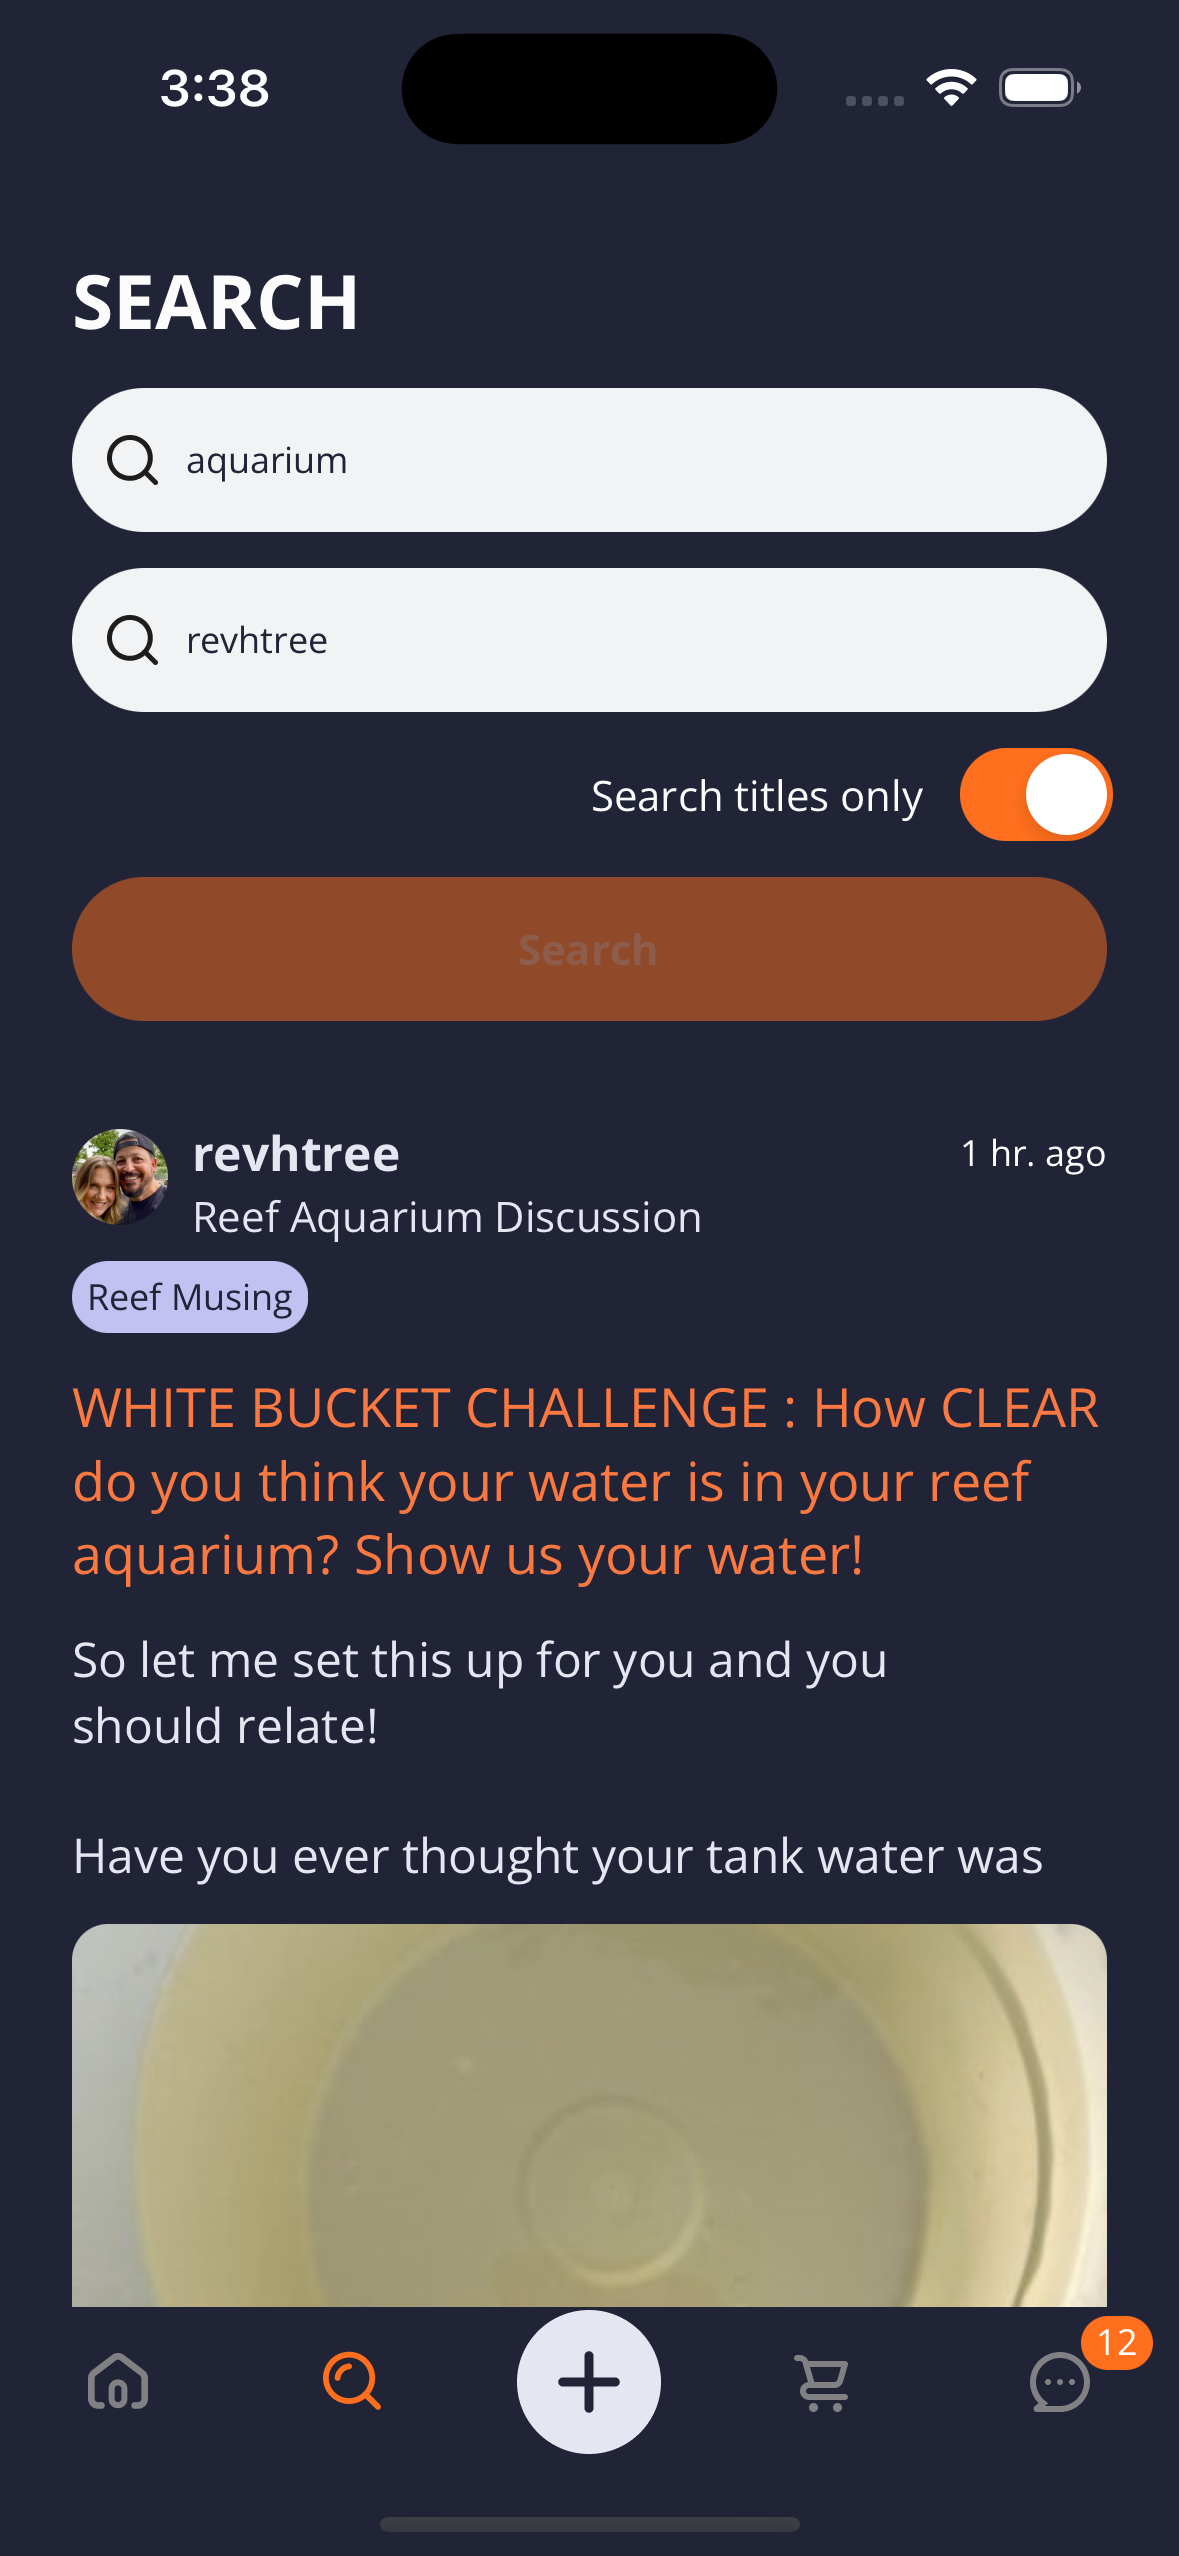 3:38
SEARCH
aquarium
revhtree
Search titles only
Search
revhtree
1 hr. ago
Reef Aquarium Discussion
Reef Musing
WHITE BUCKET CHALLENGE : How CLEAR
do you think your water is in your reef
aquarium? Show us your water!
So let me set this up for you and you
should relate!
Have you ever thought your tank water was
12